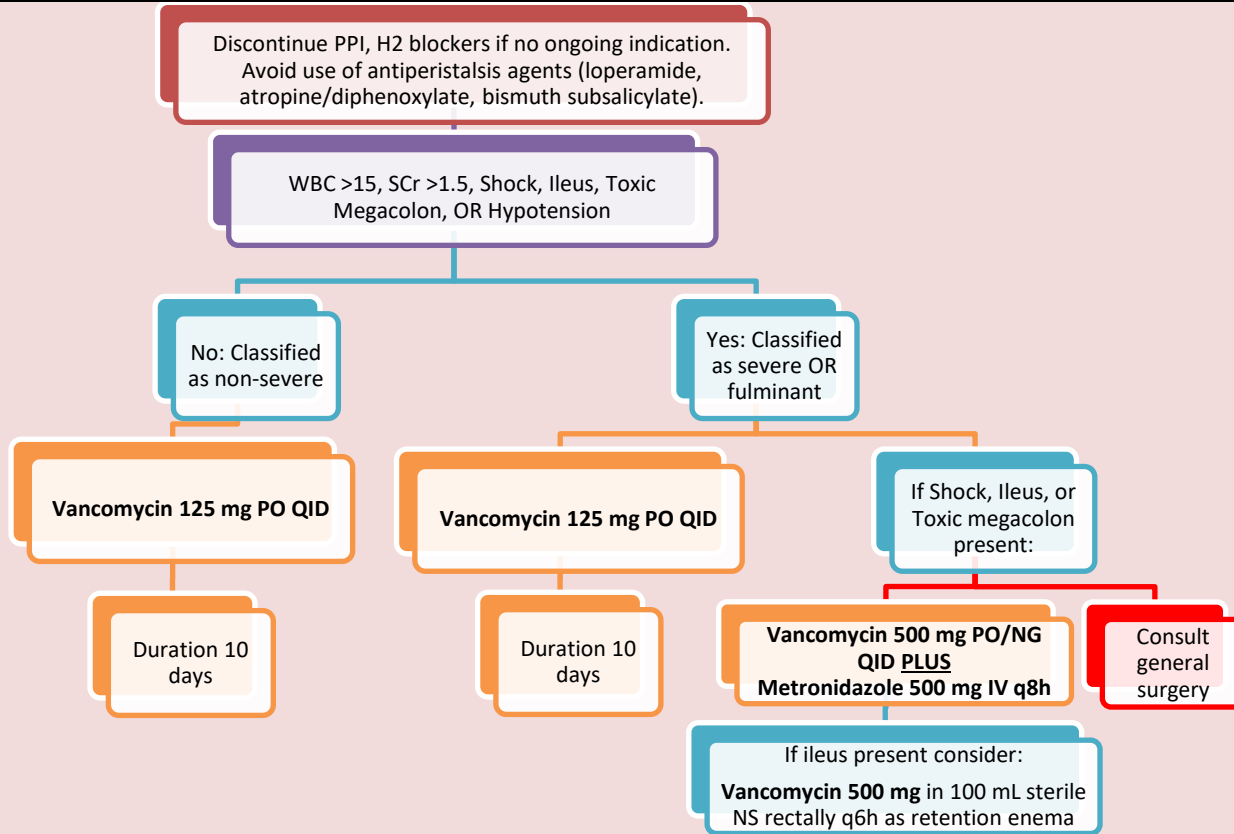 Discontinue PPI, H2 blockers if no ongoing indication.
Avoid use of antiperistalsis agents (loperamide,
atropine/diphenoxylate, bismuth subsalicylate).
WBC >15, SCr >1.5, Shock, Ileus, Toxic
Megacolon, OR Hypotension
No: Classified
as non-severe
Vancomycin 125 mg PO QID
Duration 10
days
Yes: Classified
as severe OR
fulminant
Vancomycin 125 mg PO QID
Duration 10
days
If Shock, Ileus, or
Toxic megacolon
present:
Vancomycin 500 mg PO/NG
QID PLUS
Metronidazole 500 mg IV q8h
Consult
general
surgery
If ileus present consider:
Vancomycin 500 mg in 100 mL sterile
NS rectally q6h as retention enema